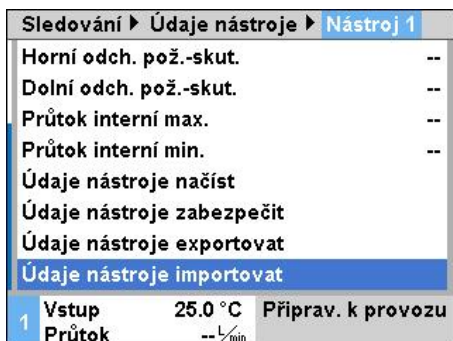 Sledování ▶ Údaje nástroje ▶ Nástroj 1
Horní odch. pož.-skut. --
Dolní odch. pož.-skut. --
Průtok interní max. --
Průtok interní min. --
Údaje nástroje načíst
Údaje nástroje zabezpečit
Údaje nástroje exportovat
Údaje nástroje importovat
1 Vstup 25.0 °C Připrav. k provozu
Průtok -- L/min